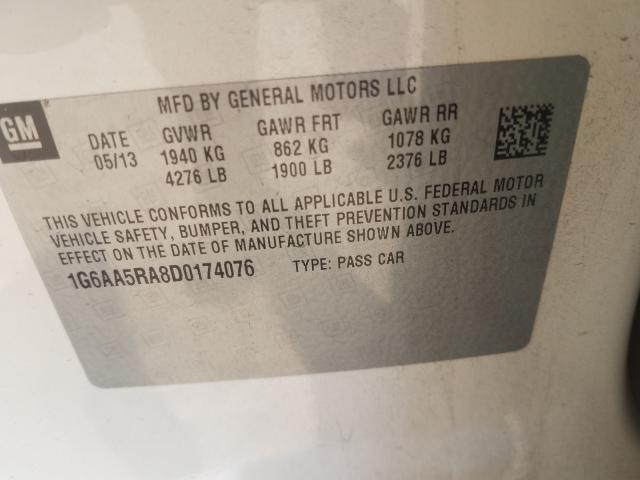 GM
MFD BY GENERAL MOTORS LLC
DATE GVWR GAWR FRT GAWR RR
05/13 1940 KG 862 KG 1078 KG
4276 LB 1900 LB 2376 LB
THIS VEHICLE CONFORMS TO ALL APPLICABLE U.S. FEDERAL MOTOR
VEHICLE SAFETY, BUMPER, AND THEFT PREVENTION STANDARDS IN
EFFECT ON THE DATE OF MANUFACTURE SHOWN ABOVE.
1G6AA5RA8D0174076 TYPE: PASS CAR